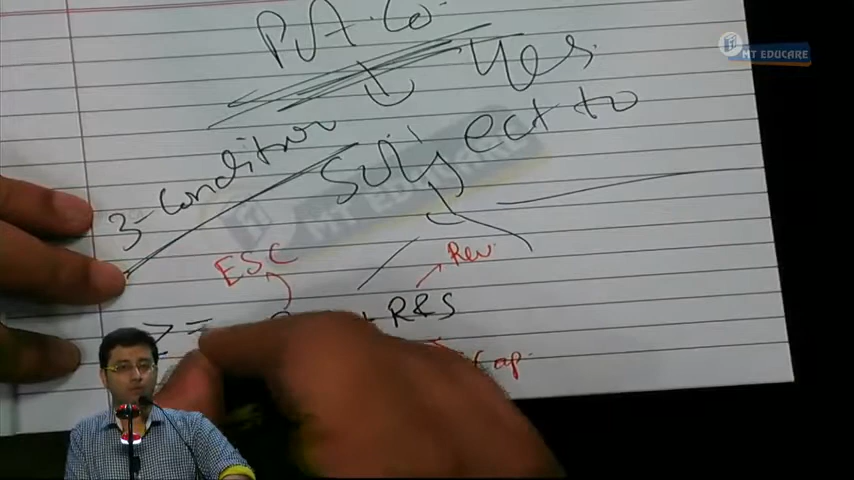 MT EDUCARE
Pvt. Co.
Yes.
Subject to
3-condition
ESC Rev.
>= + R&S
Cap.